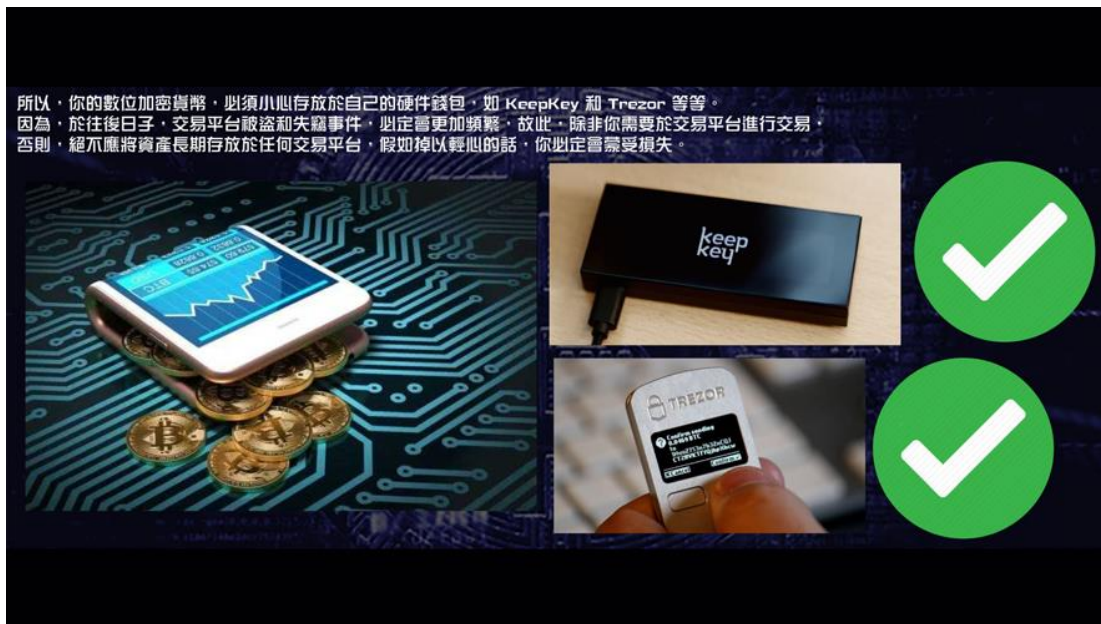 所以，你的數位加密貨幣，必須小心存放於自己的硬件錢包，如 KeepKey 和 Trezor 等等。
因為，於往後日子，交易平台被盜和失竊事件，必定會更加頻繁，故此，除非你需要於交易平台進行交易，
否則，絕不應將資產長期存放於任何交易平台，假如掉以輕心的話，你必定會蒙受損失。
BTC
keep
key
TREZOR
Confirm sending
Cancel
Confirm